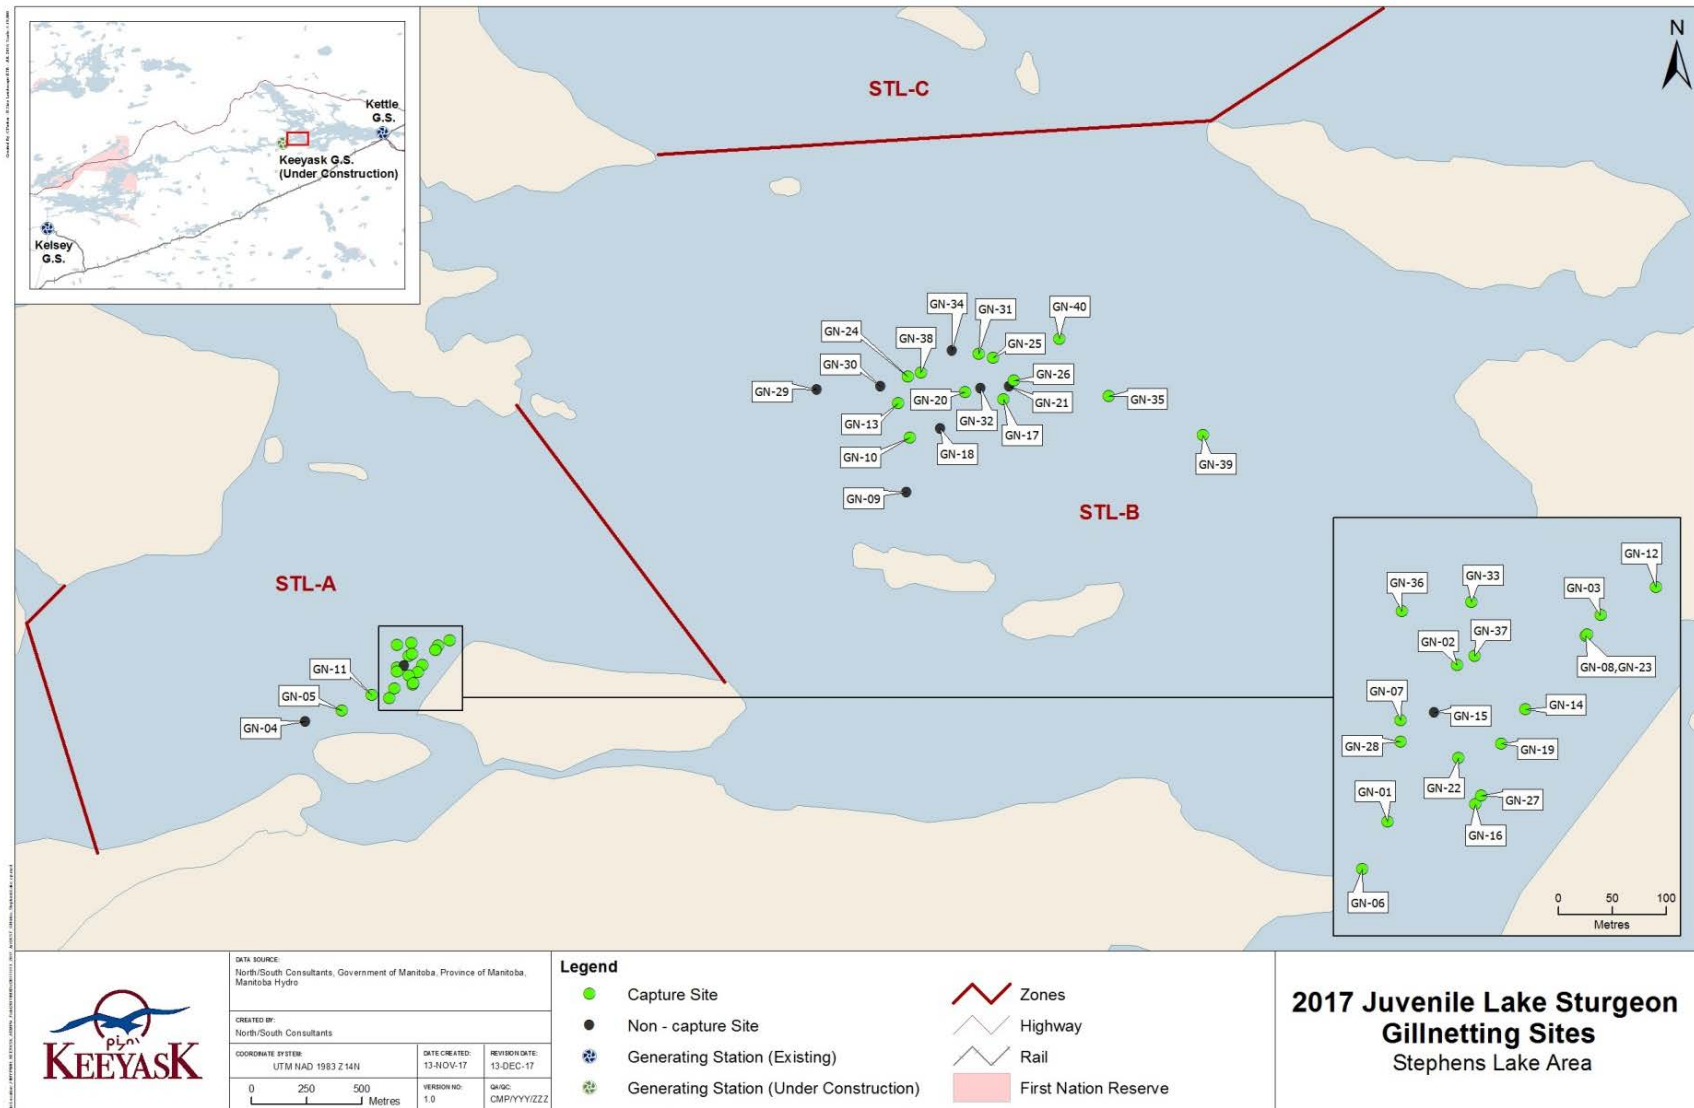 N
STL-C
Kettle
G.S.
Keeyask G.S.
(Under Construction)
Kelsey
G.S.
GN-34
GN-31
GN-40
GN-24
GN-38
GN-25
GN-30
GN-26
GN-29
GN-20
GN-21
GN-35
GN-13
GN-32
GN-17
GN-10
GN-18
GN-39
GN-09
STL-B
STL-A
GN-11
GN-05
GN-04
GN-12
GN-36
GN-33
GN-03
GN-02
GN-37
GN-08,GN-23
GN-07
GN-15
GN-14
GN-28
GN-19
GN-22
GN-01
GN-27
GN-16
GN-06
0 50 100
Metres
KEEYASK
DATA SOURCE:
North/South Consultants, Government of Manitoba, Province of Manitoba,
Manitoba Hydro
CREATED BY:
North/South Consultants
COORDINATE SYSTEM:
UTM NAD 1983 Z14N
DATE CREATED:
13-NOV-17
REVISION DATE:
13-DEC-17
0 250 500
Metres
VERSION NO:
1.0
QA/QC:
CMP/YYY/ZZZ
Legend
Capture Site
Non - capture Site
Generating Station (Existing)
Generating Station (Under Construction)
Zones
Highway
Rail
First Nation Reserve
2017 Juvenile Lake Sturgeon
Gillnetting Sites
Stephens Lake Area